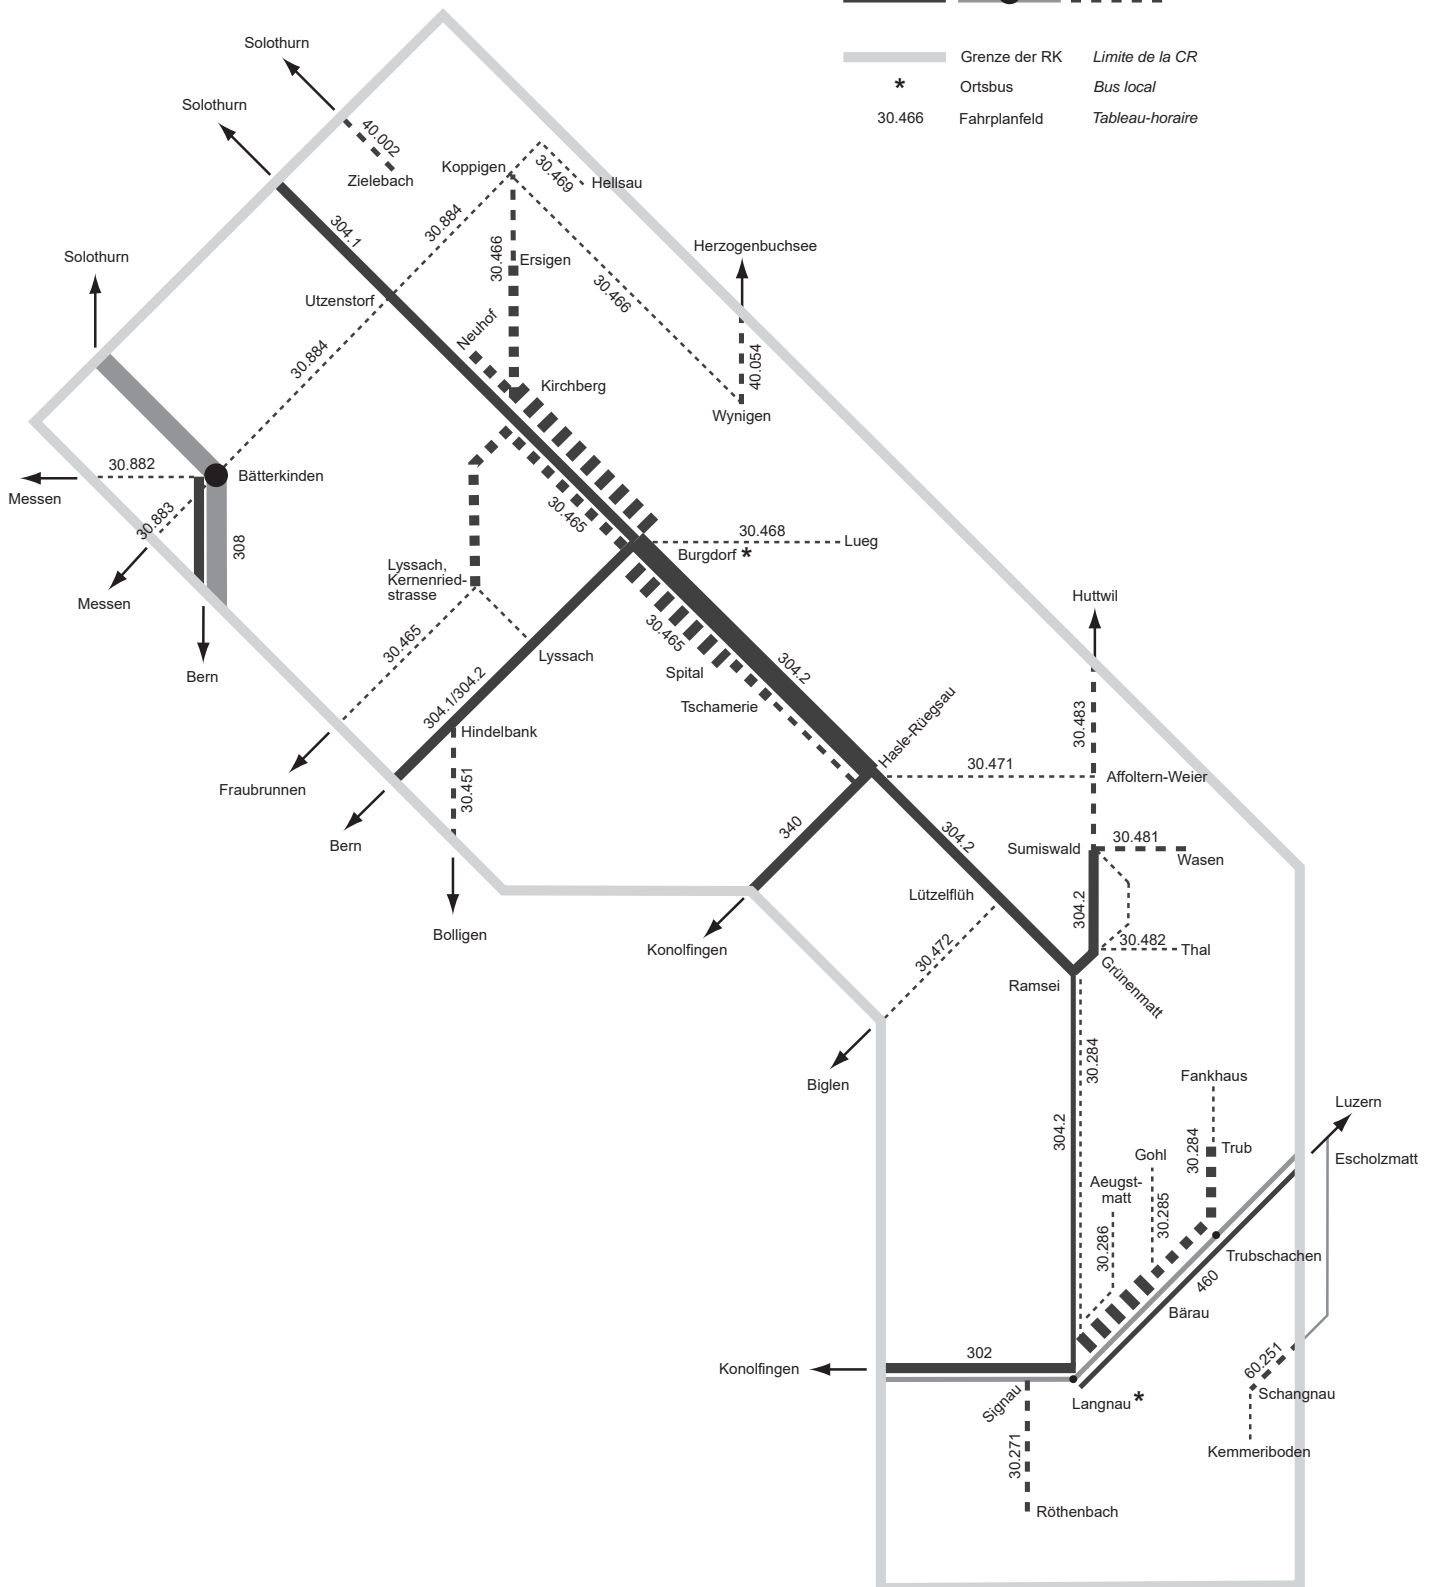 Grenze der RK Limite de la CR
* Ortsbus Bus local
30.466 Fahrplanfeld Tableau-horaire
Solothurn
Solothurn
40.002
Zielebach
Koppigen
30.469
Hellsau
304.1
30.884
30.466
Ersigen
Herzogenbuchsee
Solothurn
Utzenstorf
30.466
Neuhof
30.884
40.054
Kirchberg
Wynigen
30.882
Bätterkinden
Messen
30.883
308
30.465
30.468
Lueg
Burgdorf *
Lyssach,
Kernenried-
strasse
Messen
Huttwil
30.465
30.465
Lyssach
Bern
Spital
304.2
Tschamerie
304.1/304.2
Hindelbank
Hasle-Rüegsau
30.483
30.471
Affoltern-Weier
Fraubrunnen
30.451
Bern
340
304.2
Sumiswald
30.481
Wasen
Lützelflüh
304.2
Bolligen
Konolfingen
30.472
30.482
Thal
Grünenmatt
Ramsei
30.284
Biglen
Fankhaus
Luzern
304.2
30.284
Trub
Gohl
Escholzmatt
Aeugst-
matt
30.285
30.286
Trubschachen
460
Bärau
302
Konolfingen
60.251
Schangnau
Signau
Langnau *
30.271
Kemmeriboden
Röthenbach